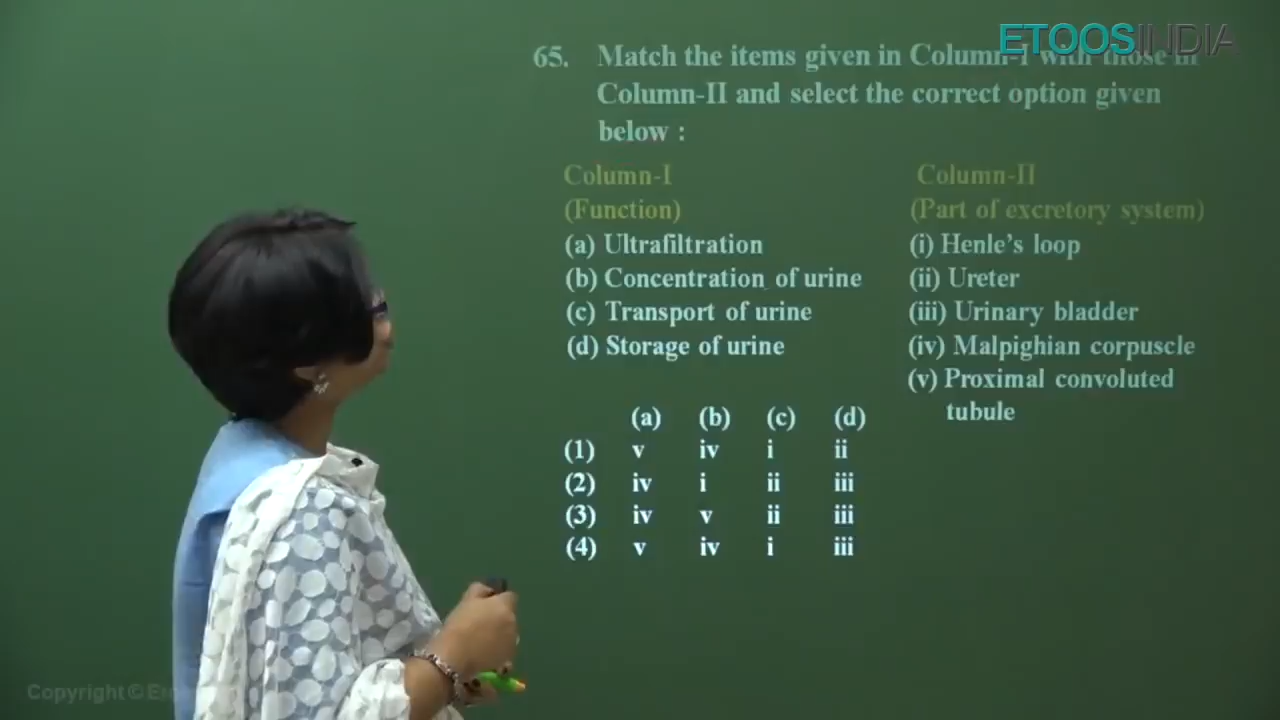 ETOOSINDIA
65. Match the items given in Column-I with those in
Column-II and select the correct option given
below :
Column-I Column-II
(Function) (Part of excretory system)
(a) Ultrafiltration (i) Henle's loop
(b) Concentration of urine (ii) Ureter
(c) Transport of urine (iii) Urinary bladder
(d) Storage of urine (iv) Malpighian corpuscle
(v) Proximal convoluted
tubule
(a) (b) (c) (d)
(1) v iv i ii
(2) iv i ii iii
(3) iv v ii iii
(4) v iv i iii
Copyright ©